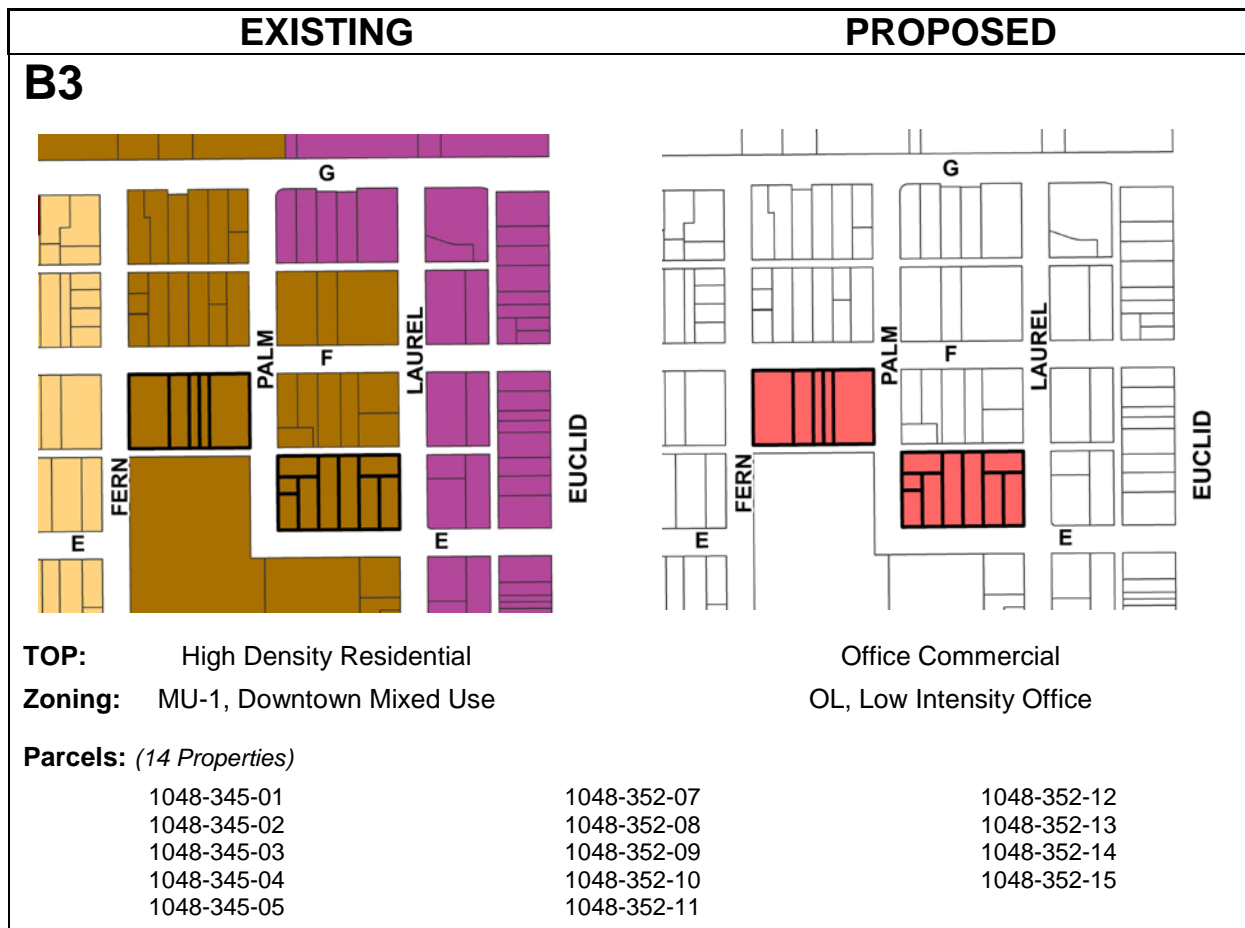 EXISTING PROPOSED
B3
G G
PALM LAUREL PALM LAUREL
F F
FERN EUCLID FERN EUCLID
E E E E
TOP: High Density Residential Office Commercial
Zoning: MU-1, Downtown Mixed Use OL, Low Intensity Office
Parcels: (14 Properties)
1048-345-01 1048-352-07 1048-352-12
1048-345-02 1048-352-08 1048-352-13
1048-345-03 1048-352-09 1048-352-14
1048-345-04 1048-352-10 1048-352-15
1048-345-05 1048-352-11